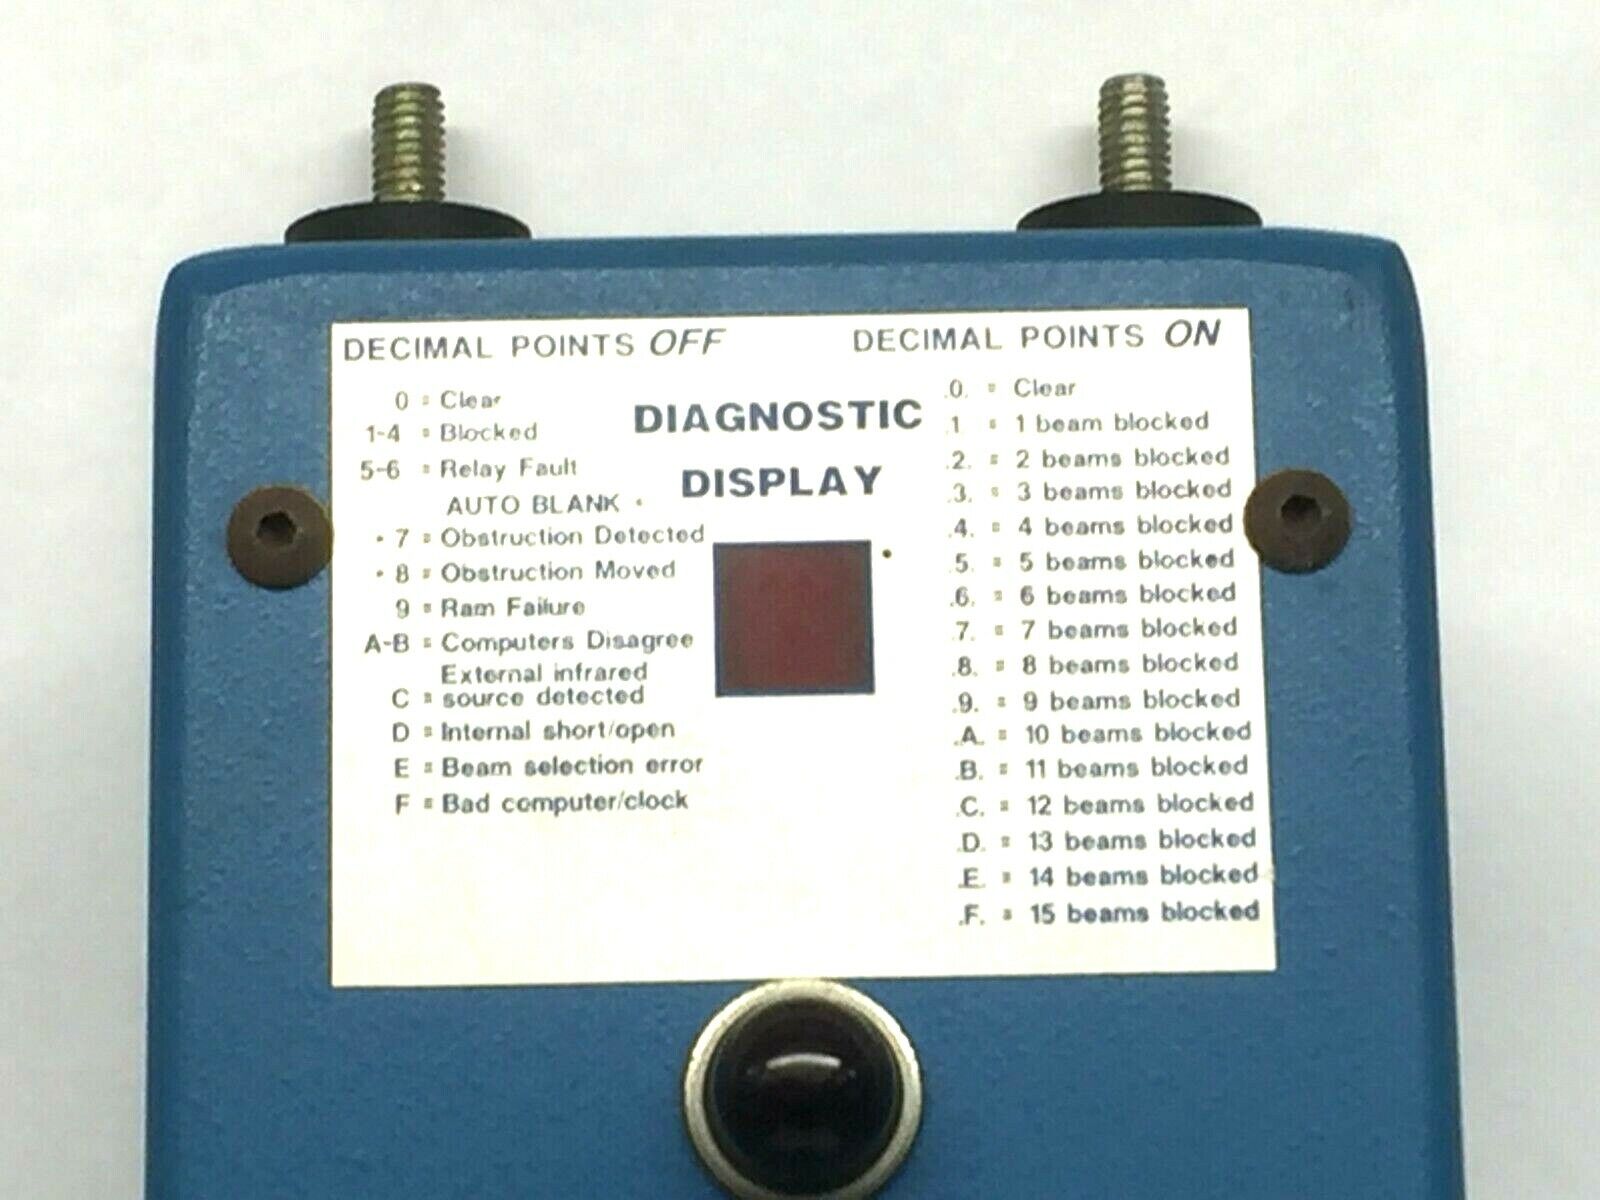 DECIMAL POINTS OFF
0 = Clear
1-4 = Blocked
5-6 = Relay Fault
AUTO BLANK •
• 7 = Obstruction Detected
• 8 = Obstruction Moved
9 = Ram Failure
A-B = Computers Disagree
External infrared
C = source detected
D = Internal short/open
E = Beam selection error
F = Bad computer/clock
DIAGNOSTIC
DISPLAY
DECIMAL POINTS ON
.0. = Clear
.1 = 1 beam blocked
.2. = 2 beams blocked
.3. = 3 beams blocked
.4. = 4 beams blocked
.5. = 5 beams blocked
.6. = 6 beams blocked
.7. = 7 beams blocked
.8. = 8 beams blocked
.9. = 9 beams blocked
.A. = 10 beams blocked
.B. = 11 beams blocked
.C. = 12 beams blocked
.D. = 13 beams blocked
.E. = 14 beams blocked
.F. = 15 beams blocked